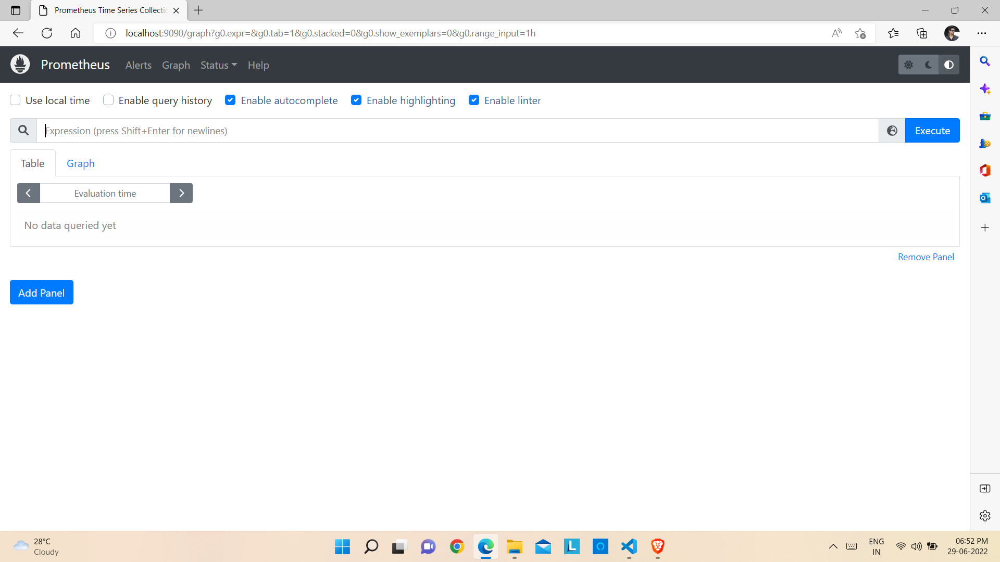 Prometheus Time Series Collectic
localhost:9090/graph?g0.expr=&g0.tab=1&g0.stacked=0&g0.show_exemplars=0&g0.range_input=1h
Prometheus Alerts Graph Status Help
Use local time Enable query history Enable autocomplete Enable highlighting Enable linter
Expression (press Shift+Enter for newlines) Execute
Table Graph
Evaluation time
No data queried yet
Remove Panel
Add Panel
28°C
Cloudy
ENG
IN
06:52 PM
29-06-2022